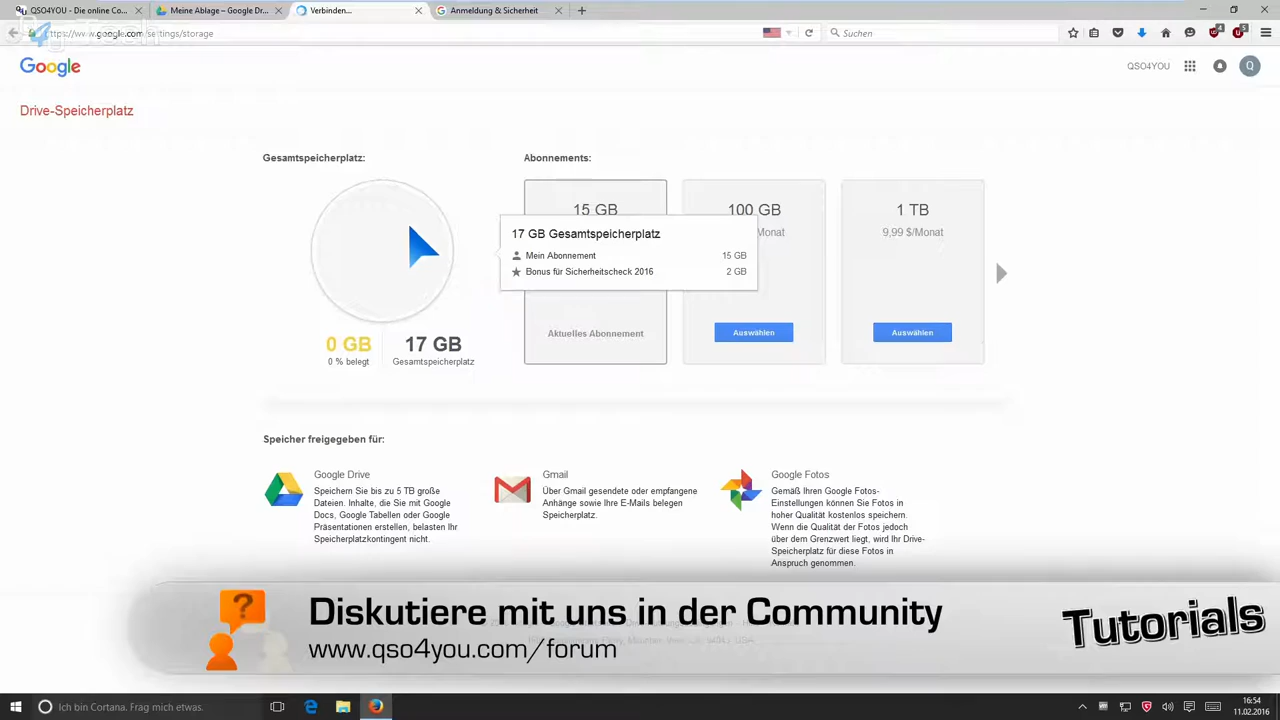 QSO4YOU - Die online Co...
Meine Ablage – Google Dr...
Verbinden...
Anmeldung & Sicherheit
https://www.google.com/settings/storage
Suchen
4
5
Google
QSO4YOU
Q
Drive-Speicherplatz
Gesamtspeicherplatz:
Abonnements:
15 GB
100 GB
1 TB
Monat
9,99 $/Monat
17 GB Gesamtspeicherplatz
Mein Abonnement 15 GB
Bonus für Sicherheitscheck 2016 2 GB
Aktuelles Abonnement
Auswählen
Auswählen
0 GB
0 % belegt
17 GB
Gesamtspeicherplatz
Speicher freigegeben für:
Google Drive
Speichern Sie bis zu 5 TB große
Dateien. Inhalte, die Sie mit Google
Docs, Google Tabellen oder Google
Präsentationen erstellen, belasten Ihr
Speicherplatzkontingent nicht.
Gmail
Über Gmail gesendete oder empfangene
Anhänge sowie Ihre E-Mails belegen
Speicherplatz.
Google Fotos
Gemäß Ihren Google Fotos-
Einstellungen können Sie Fotos in
hoher Qualität kostenlos speichern.
Wenn die Qualität der Fotos jedoch
über dem Grenzwert liegt, wird Ihr Drive-
Speicherplatz für diese Fotos in
Anspruch genommen.
?
Diskutiere mit uns in der Community
www.qso4you.com/forum
Tutorials
Ich bin Cortana. Frag mich etwas.
16:54
11.02.2016